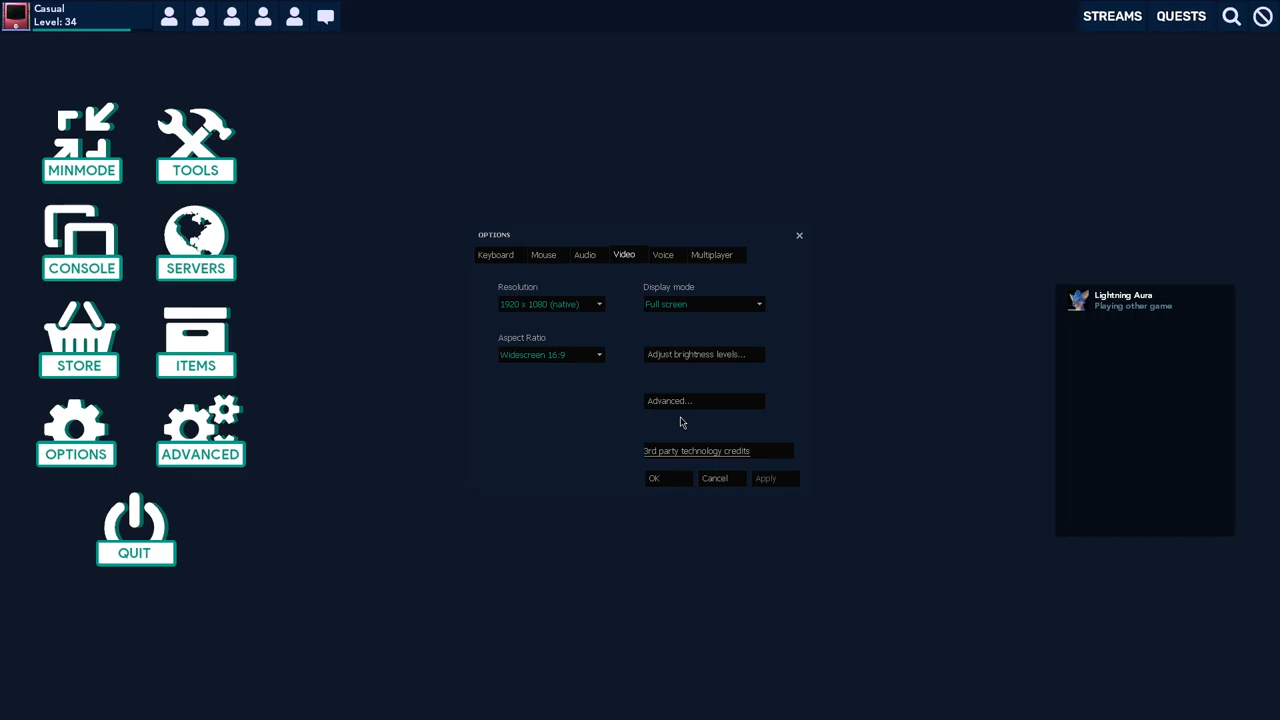 Casual
Level: 34
STREAMS
QUESTS
MINMODE
TOOLS
CONSOLE
SERVERS
STORE
ITEMS
OPTIONS
ADVANCED
QUIT
OPTIONS
Keyboard
Mouse
Audio
Video
Voice
Multiplayer
Resolution
Display mode
1920 x 1080 (native)
Full screen
Aspect Ratio
Widescreen 16:9
Adjust brightness levels...
Advanced...
3rd party technology credits
OK
Cancel
Apply
Lightning Aura
Playing other game